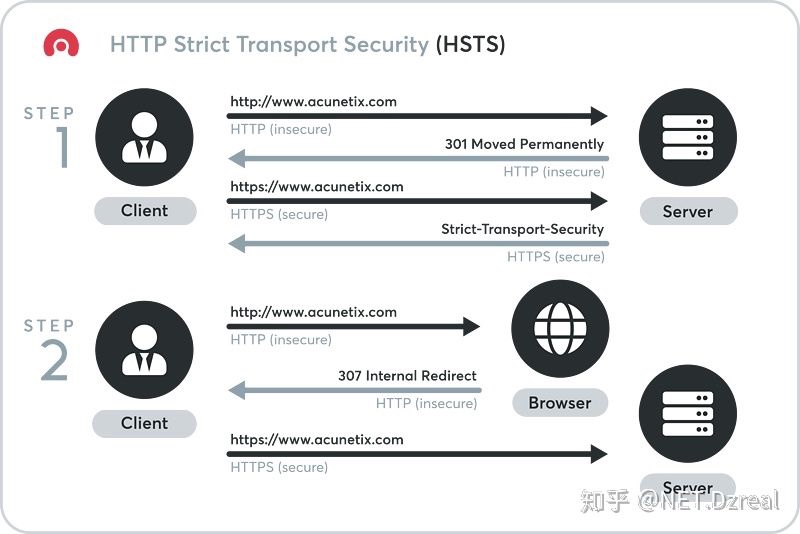 HTTP Strict Transport Security (HSTS)
STEP
1
Client
http://www.acunetix.com
HTTP (insecure)
301 Moved Permanently
HTTP (insecure)
https://www.acunetix.com
HTTPS (secure)
Strict-Transport-Security
HTTPS (secure)
Server
STEP
2
Client
http://www.acunetix.com
HTTP (insecure)
307 Internal Redirect
HTTP (insecure)
Browser
https://www.acunetix.com
HTTPS (secure)
Server
知乎 @NET.Dzreal